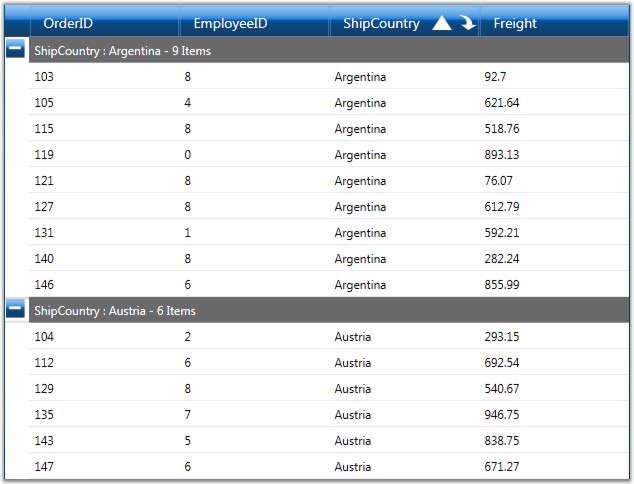 OrderID EmployeeID ShipCountry Freight
ShipCountry : Argentina - 9 Items
103 8 Argentina 92.7
105 4 Argentina 621.64
115 8 Argentina 518.76
119 0 Argentina 893.13
121 8 Argentina 76.07
127 8 Argentina 612.79
131 1 Argentina 592.21
140 8 Argentina 282.24
146 6 Argentina 855.99
ShipCountry : Austria - 6 Items
104 2 Austria 293.15
112 6 Austria 692.54
129 8 Austria 540.67
135 7 Austria 946.75
143 5 Austria 838.75
147 6 Austria 671.27